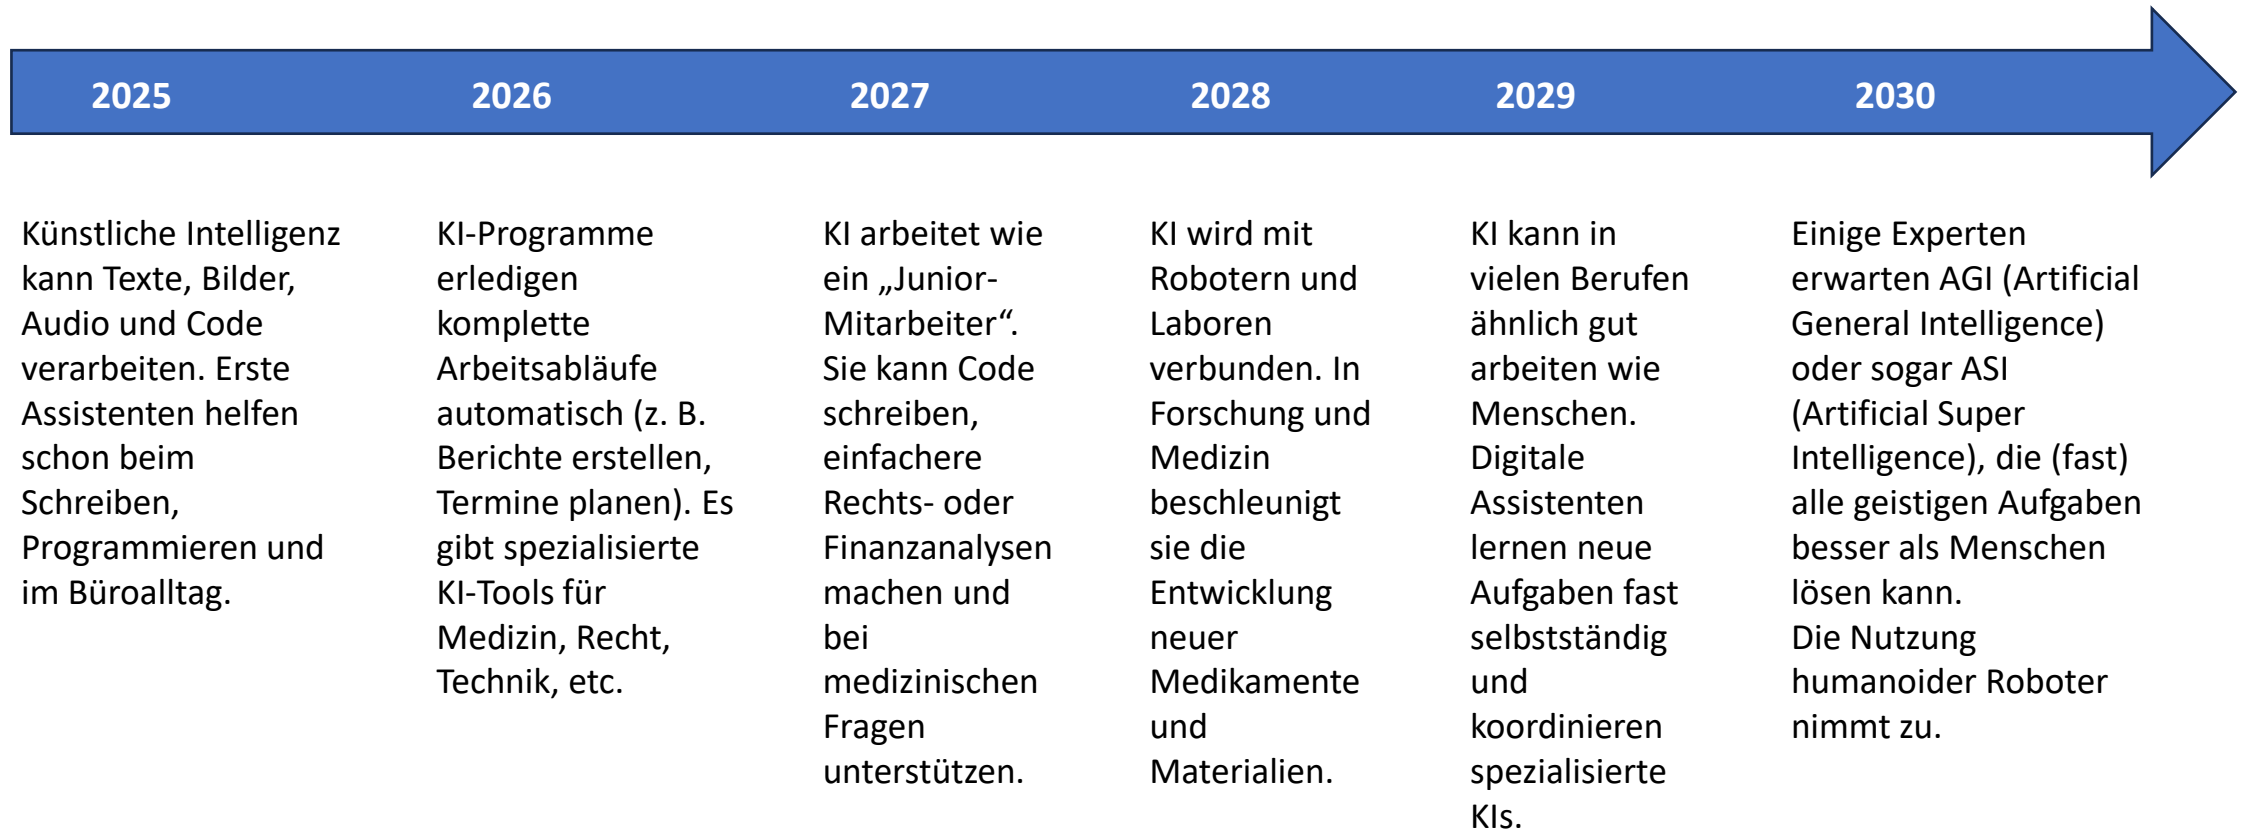 2025
2026
2027
2028
2029
2030
Künstliche Intelligenz
kann Texte, Bilder,
Audio und Code
verarbeiten. Erste
Assistenten helfen
schon beim
Schreiben,
Programmieren und
im Büroalltag.
KI-Programme
erledigen
komplette
Arbeitsabläufe
automatisch (z. B.
Berichte erstellen,
Termine planen). Es
gibt spezialisierte
KI-Tools für
Medizin, Recht,
Technik, etc.
KI arbeitet wie
ein „Junior-
Mitarbeiter“.
Sie kann Code
schreiben,
einfachere
Rechts- oder
Finanzanalysen
machen und
bei
medizinischen
Fragen
unterstützen.
KI wird mit
Robotern und
Laboren
verbunden. In
Forschung und
Medizin
beschleunigt
sie die
Entwicklung
neuer
Medikamente
und
Materialien.
KI kann in
vielen Berufen
ähnlich gut
arbeiten wie
Menschen.
Digitale
Assistenten
lernen neue
Aufgaben fast
selbstständig
und
koordinieren
spezialisierte
KIs.
Einige Experten
erwarten AGI (Artificial
General Intelligence)
oder sogar ASI
(Artificial Super
Intelligence), die (fast)
alle geistigen Aufgaben
besser als Menschen
lösen kann.
Die Nutzung
humanoider Roboter
nimmt zu.